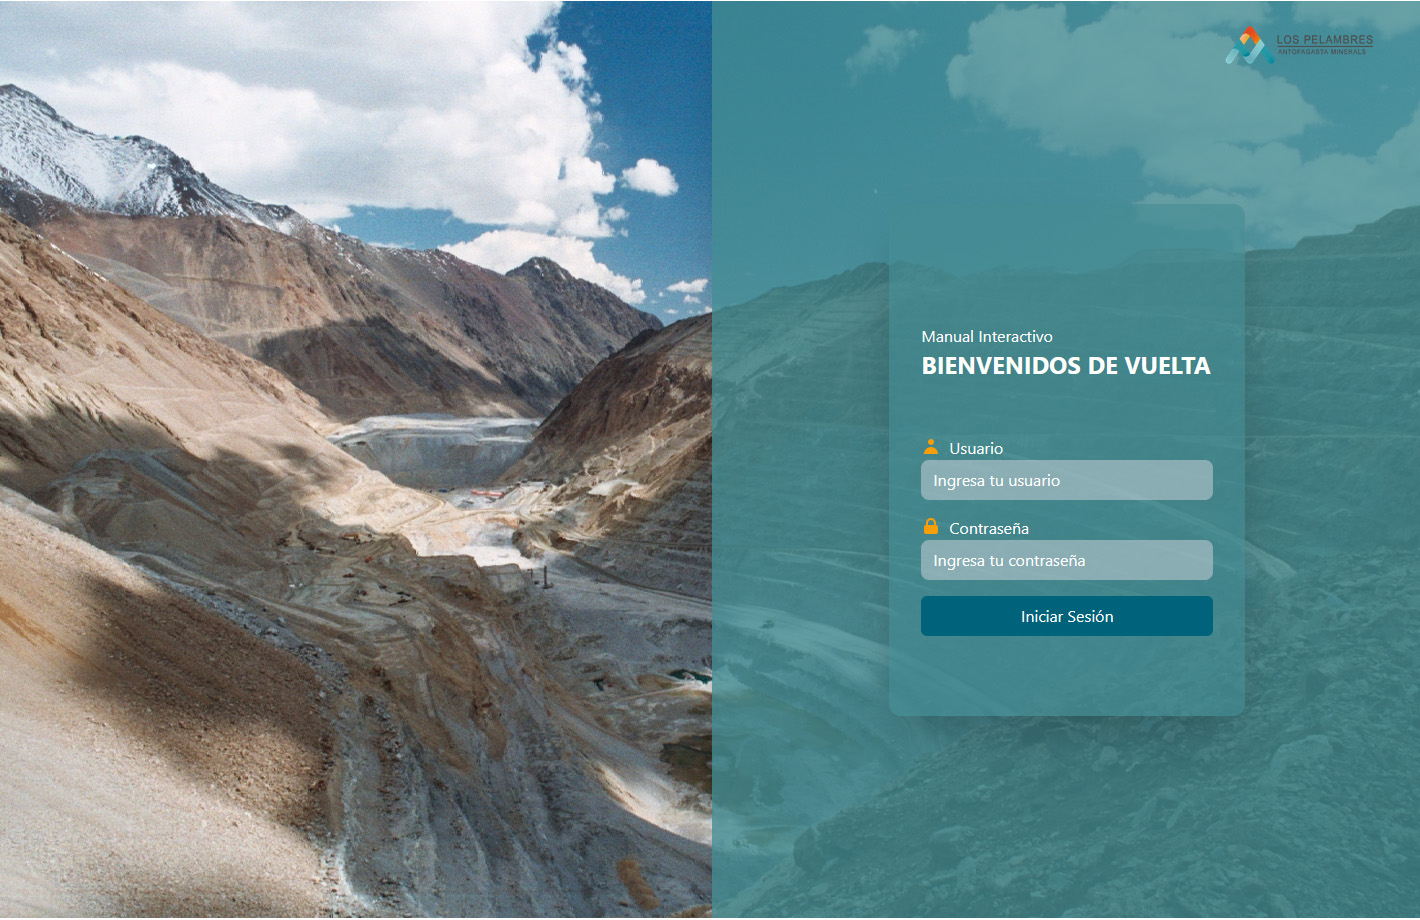 LOS PELAMBRES
ANTOFAGASTA MINERALS
Manual Interactivo
BIENVENIDOS DE VUELTA
Usuario
Ingresa tu usuario
Contraseña
Ingresa tu contraseña
Iniciar Sesión